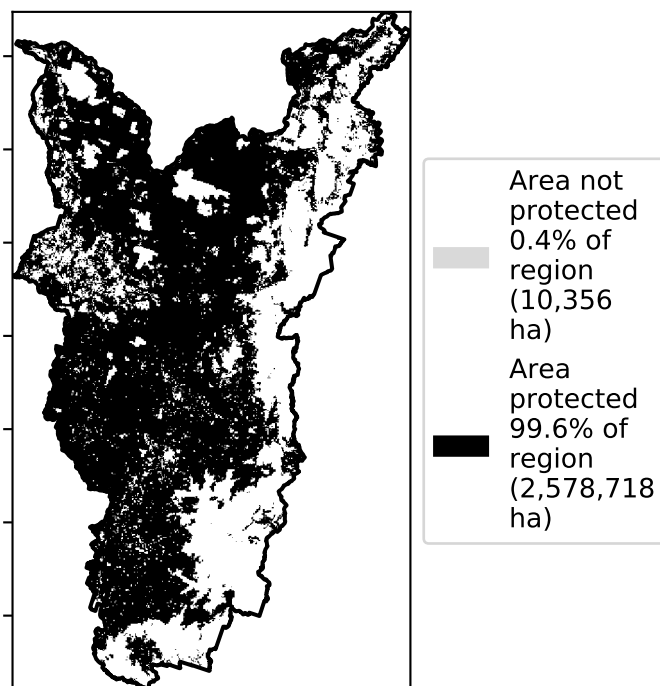 Area not
protected
0.4% of
region
(10,356
ha)
Area
protected
99.6% of
region
(2,578,718
ha)